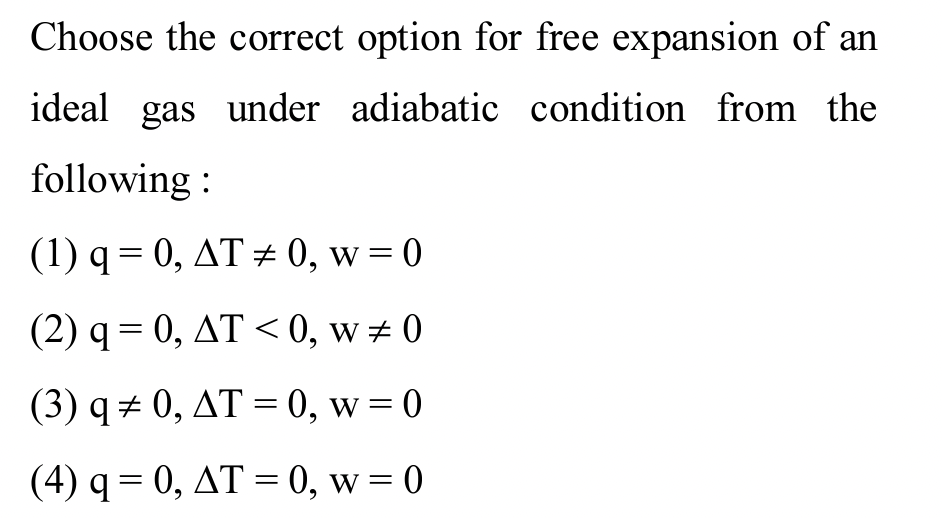 Choose the correct option for free expansion of an
ideal gas under adiabatic condition from the
following :
(1) q = 0, ΔT ≠ 0, w = 0
(2) q = 0, ΔT < 0, w ≠ 0
(3) q ≠ 0, ΔT = 0, w = 0
(4) q = 0, ΔT = 0, w = 0